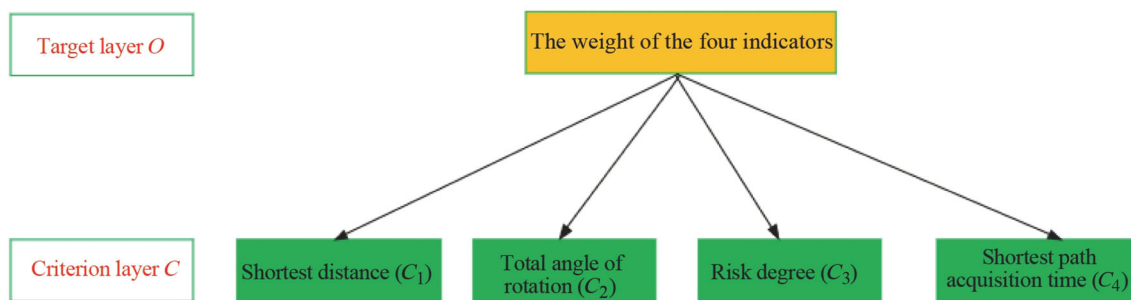 Target layer O
The weight of the four indicators
Criterion layer C
Shortest distance (C1)
Total angle of
rotation (C2)
Risk degree (C3)
Shortest path
acquisition time (C4)